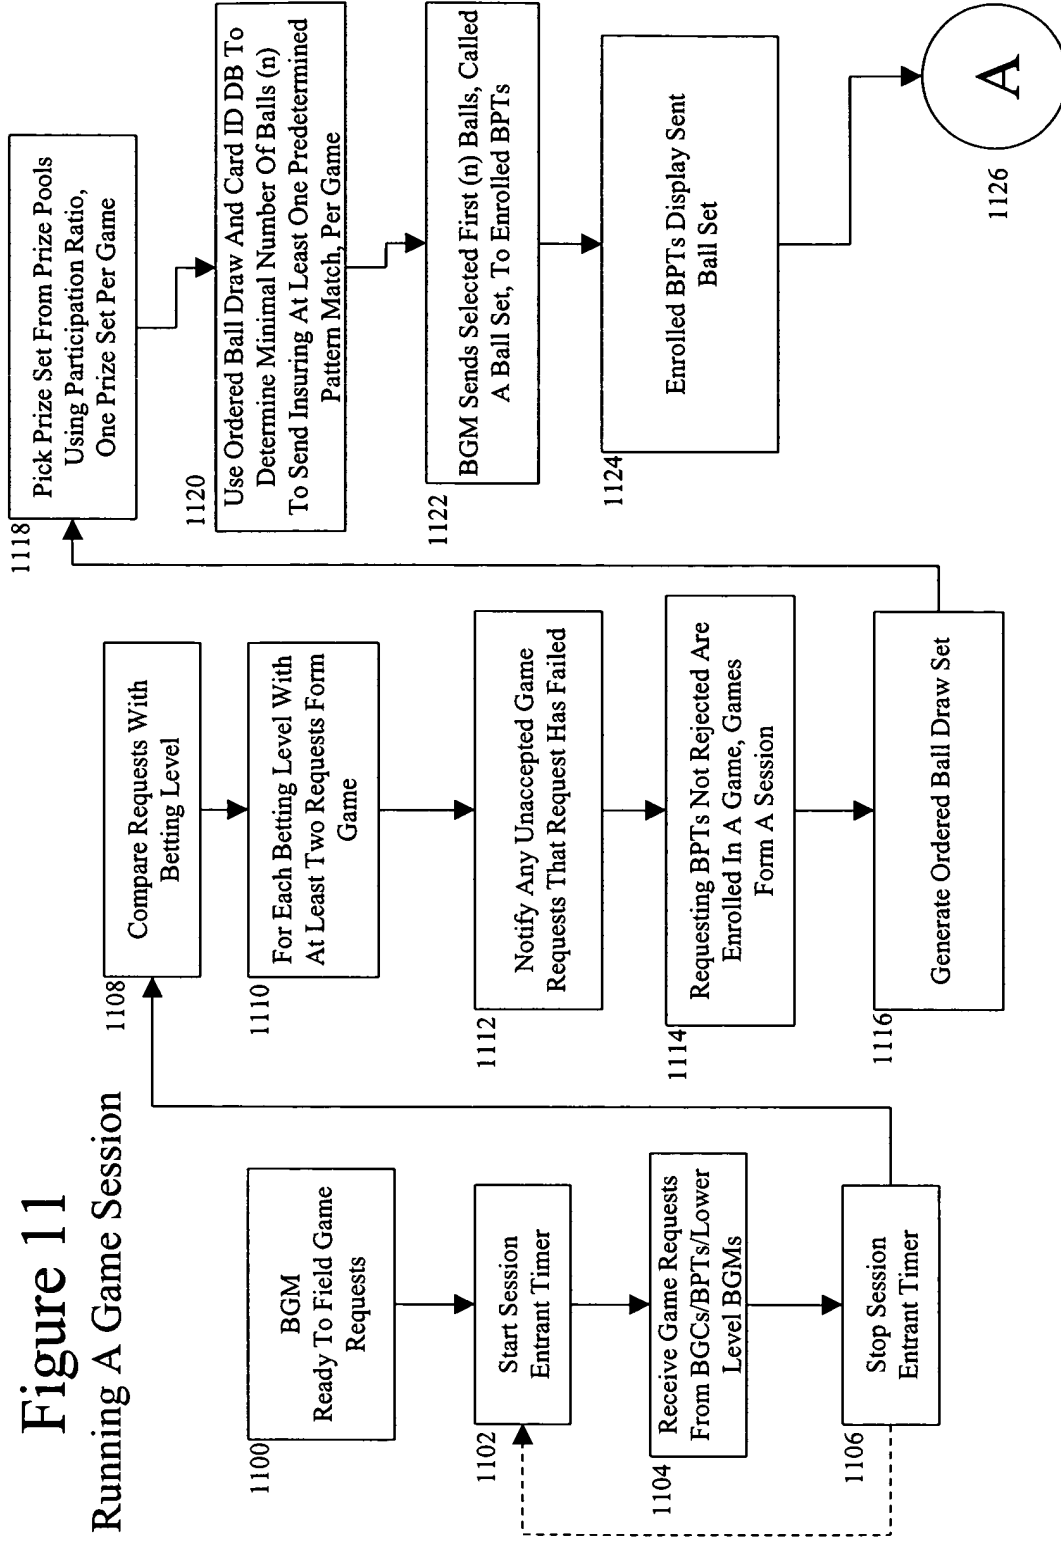 Figure 11
Running A Game Session
1100
BGM
Ready To Field Game
Requests
1102
Start Session
Entrant Timer
1104
Receive Game Requests
From BGCs/BPTs/Lower
Level BGMs
1106
Stop Session
Entrant Timer
1108
Compare Requests With
Betting Level
1110
For Each Betting Level With
At Least Two Requests Form
Game
1112
Notify Any Unaccepted Game
Requests That Request Has Failed
1114
Requesting BPTs Not Rejected Are
Enrolled In A Game, Games
Form A Session
1116
Generate Ordered Ball Draw Set
1118
Pick Prize Set From Prize Pools
Using Participation Ratio,
One Prize Set Per Game
1120
Use Ordered Ball Draw And Card ID DB To
Determine Minimal Number Of Balls (n)
To Send Insuring At Least One Predetermined
Pattern Match, Per Game
1122
BGM Sends Selected First (n) Balls, Called
A Ball Set, To Enrolled BPTs
1124
Enrolled BPTs Display Sent
Ball Set
1126
A